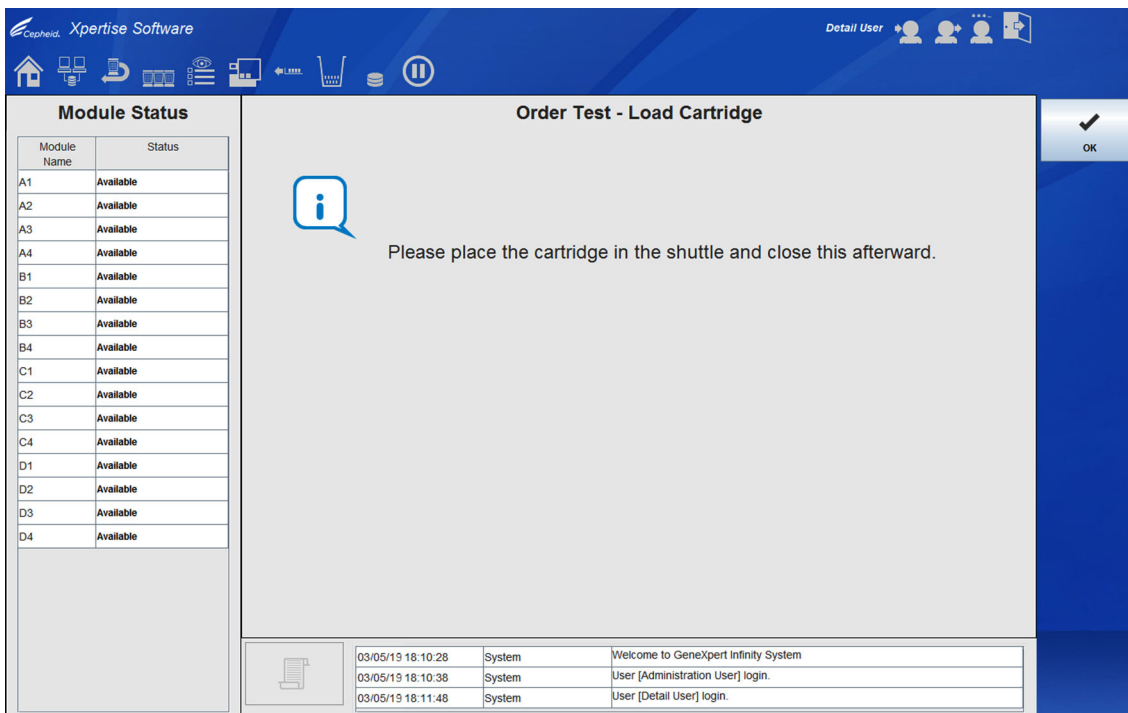 Cepheid. Xpertise Software
Detail User
Module Status
Module Name Status
A1 Available
A2 Available
A3 Available
A4 Available
B1 Available
B2 Available
B3 Available
B4 Available
C1 Available
C2 Available
C3 Available
C4 Available
D1 Available
D2 Available
D3 Available
D4 Available
Order Test - Load Cartridge
Please place the cartridge in the shuttle and close this afterward.
03/05/19 18:10:28 System Welcome to GeneXpert Infinity System
03/05/19 18:10:38 System User [Administration User] login.
03/05/19 18:11:48 System User [Detail User] login.
OK